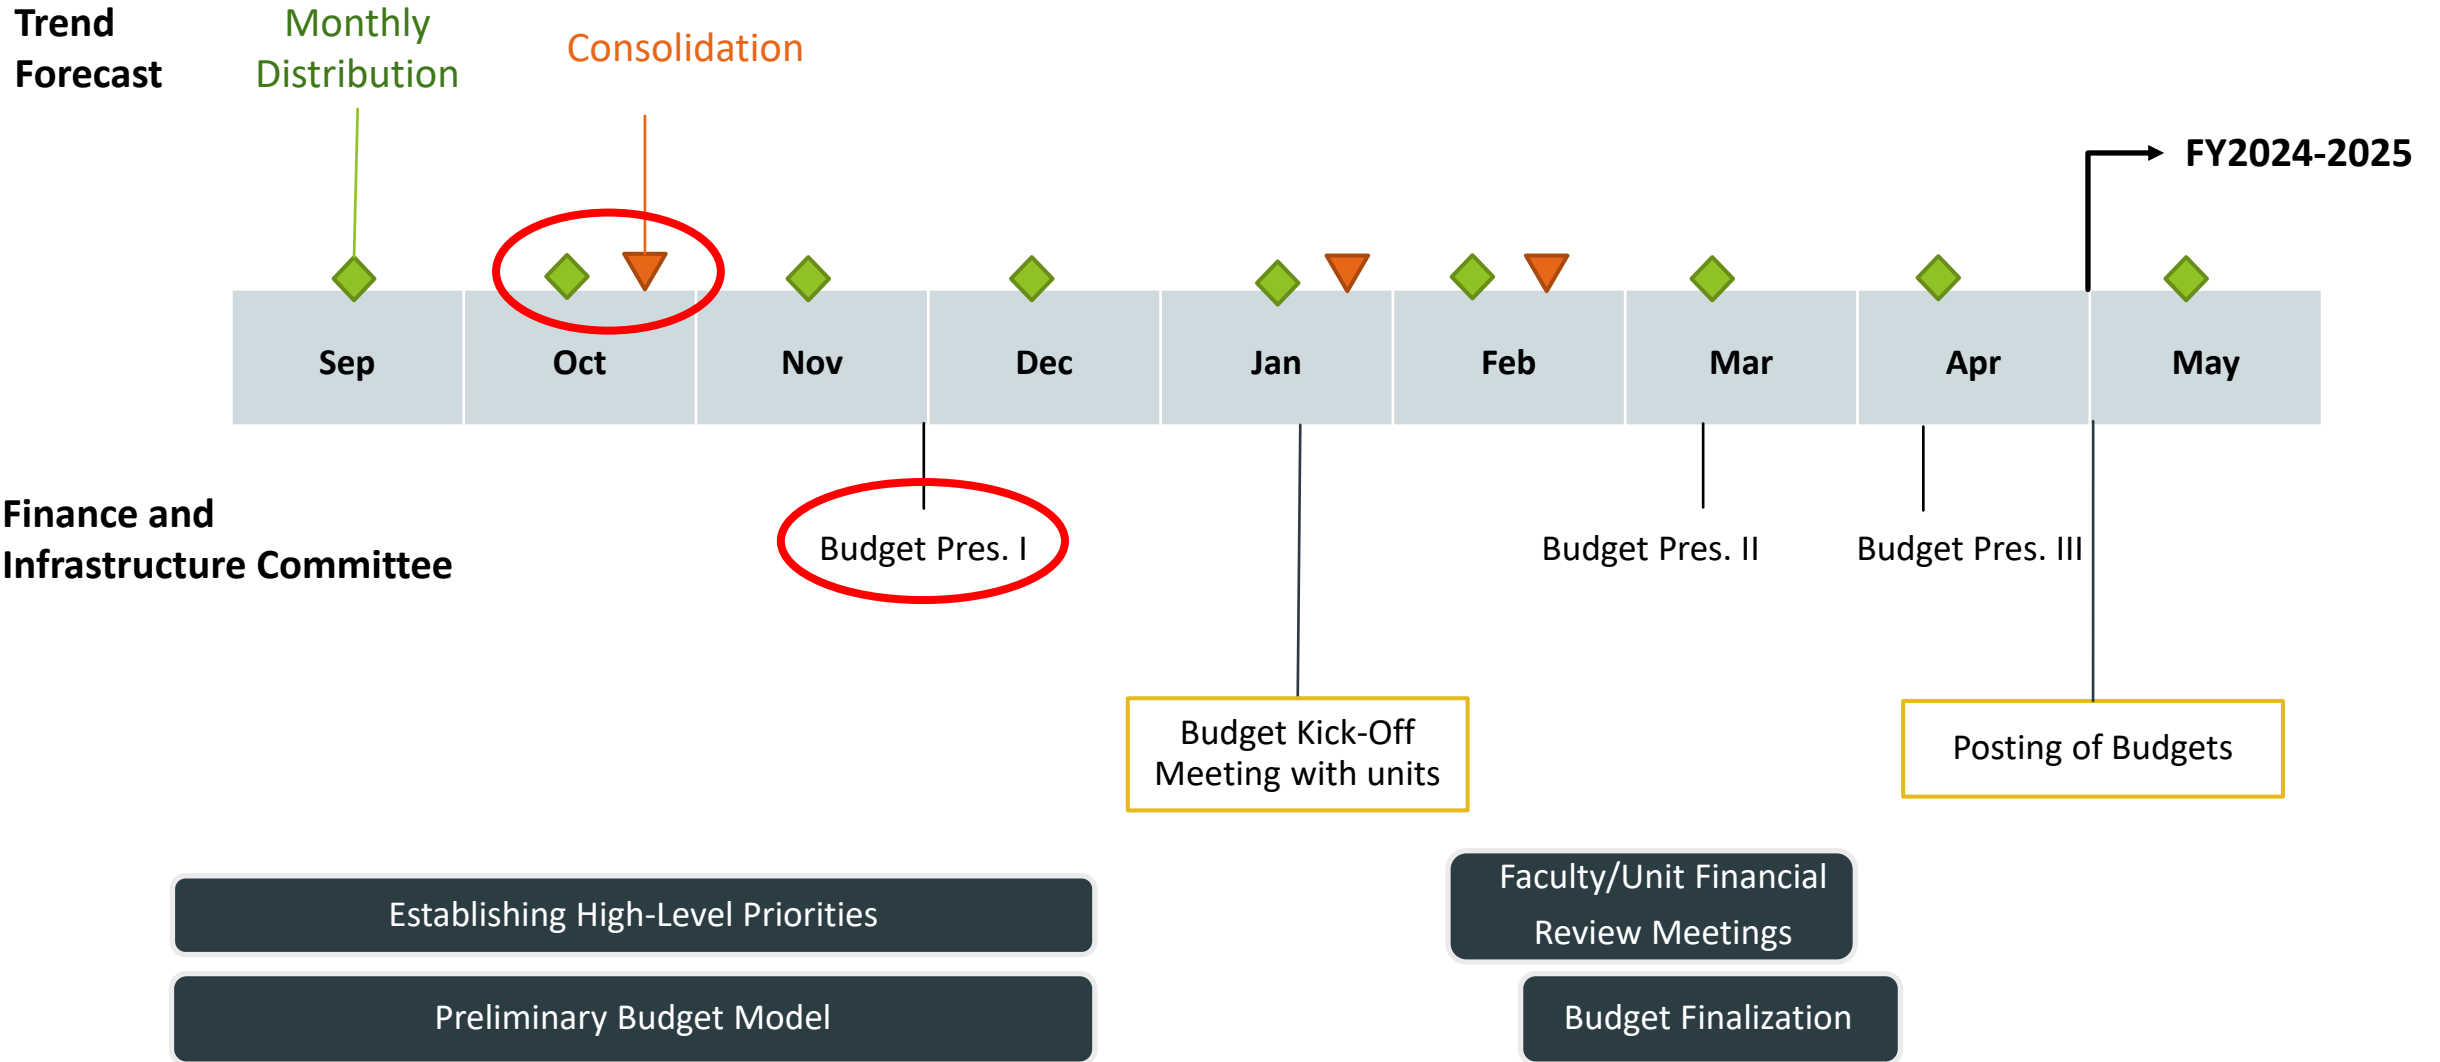 Trend
Forecast
Monthly
Distribution
Consolidation
FY2024-2025
Sep
Oct
Nov
Dec
Jan
Feb
Mar
Apr
May
Finance and
Infrastructure Committee
Budget Pres. I
Budget Pres. II
Budget Pres. III
Budget Kick-Off
Meeting with units
Posting of Budgets
Establishing High-Level Priorities
Faculty/Unit Financial
Review Meetings
Preliminary Budget Model
Budget Finalization